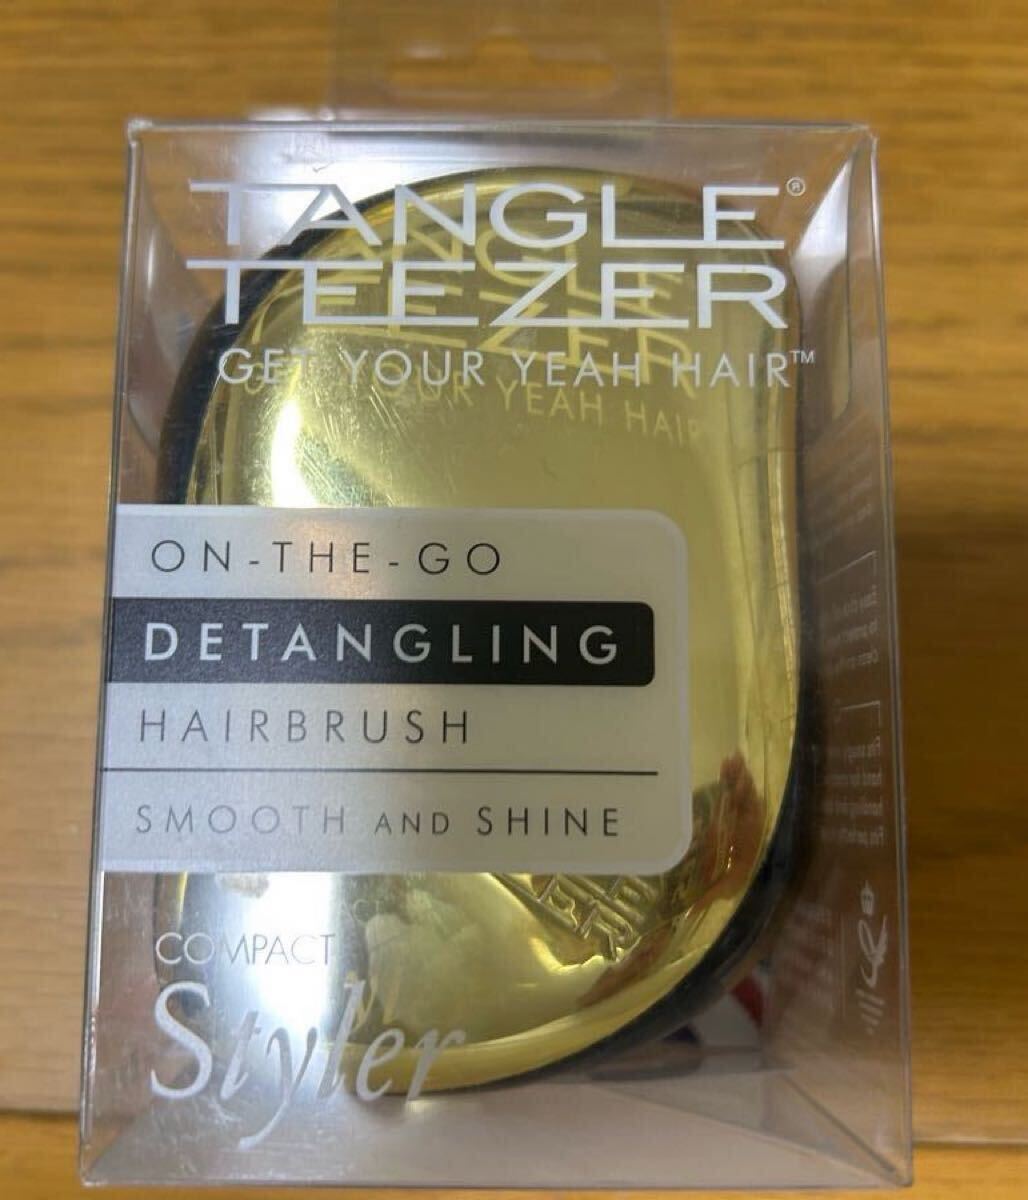 TANGLE®
TEEZER
GET YOUR YEAH HAIR™
ON-THE-GO
DETANGLING
HAIRBRUSH
SMOOTH AND SHINE
COMPACT
Styler